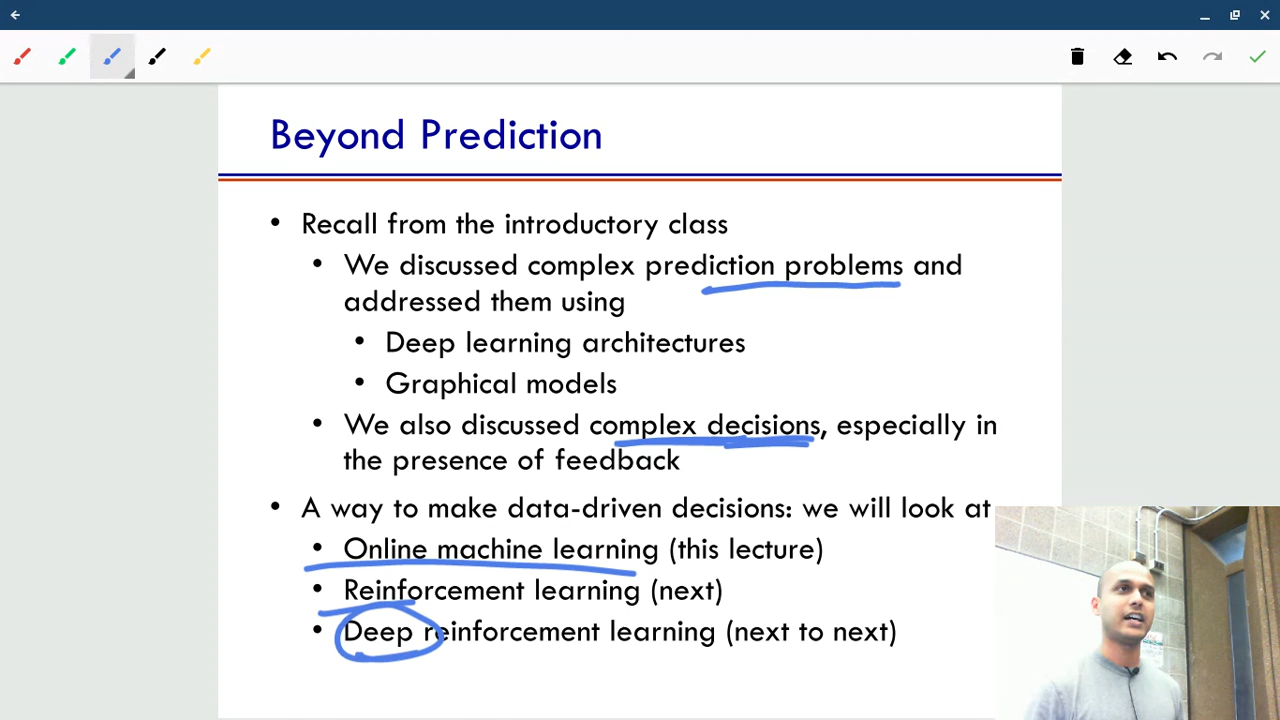 Beyond Prediction
• Recall from the introductory class
• We discussed complex prediction problems and
addressed them using
• Deep learning architectures
• Graphical models
• We also discussed complex decisions, especially in
the presence of feedback
• A way to make data-driven decisions: we will look at
• Online machine learning (this lecture)
• Reinforcement learning (next)
• Deep reinforcement learning (next to next)